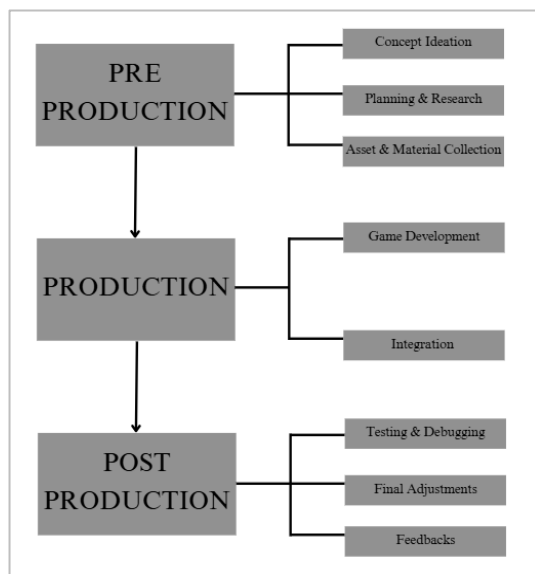 PRE
PRODUCTION
Concept Ideation
Planning & Research
Asset & Material Collection
PRODUCTION
Game Development
Integration
POST
PRODUCTION
Testing & Debugging
Final Adjustments
Feedbacks